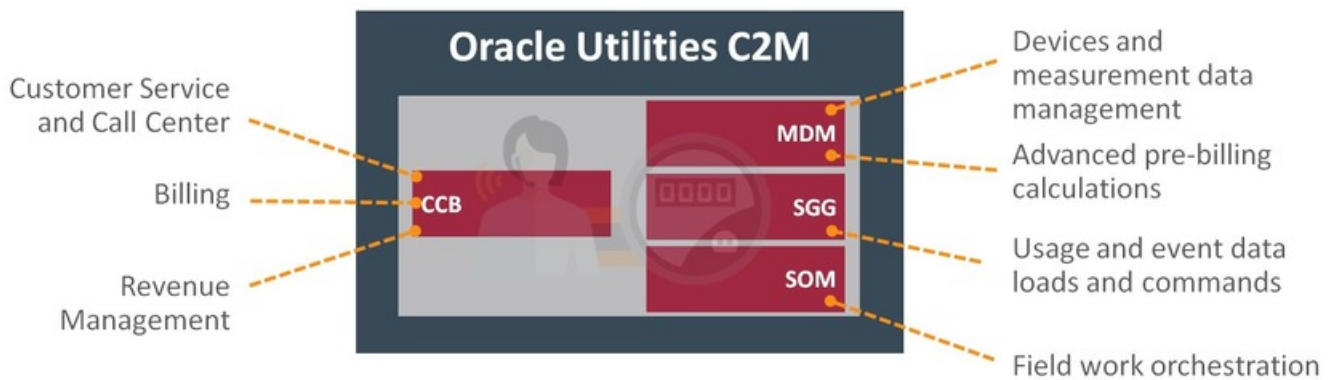 Oracle Utilities C2M
Customer Service
and Call Center
Billing
Revenue
Management
CCB
MDM
SGG
SOM
Devices and
measurement data
management
Advanced pre-billing
calculations
Usage and event data
loads and commands
Field work orchestration